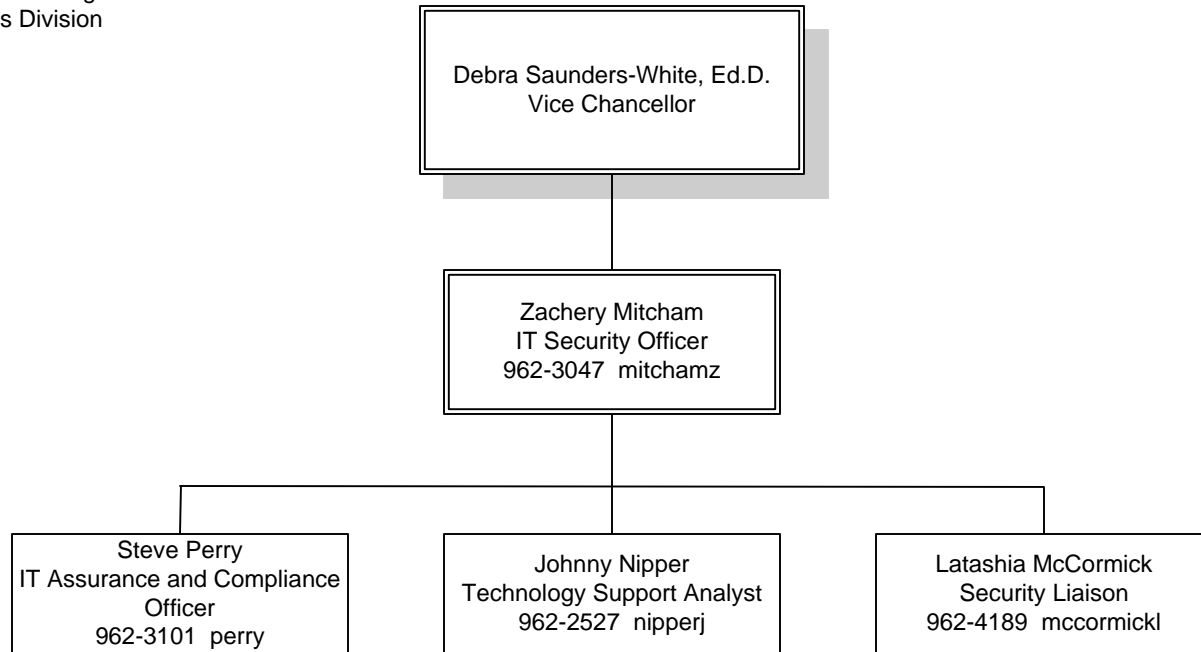 s Division
Debra Saunders-White, Ed.D.
Vice Chancellor
Zachery Mitcham
IT Security Officer
962-3047 mitchamz
Steve Perry
IT Assurance and Compliance
Officer
962-3101 perry
Johnny Nipper
Technology Support Analyst
962-2527 nipperj
Latashia McCormick
Security Liaison
962-4189 mccormickl